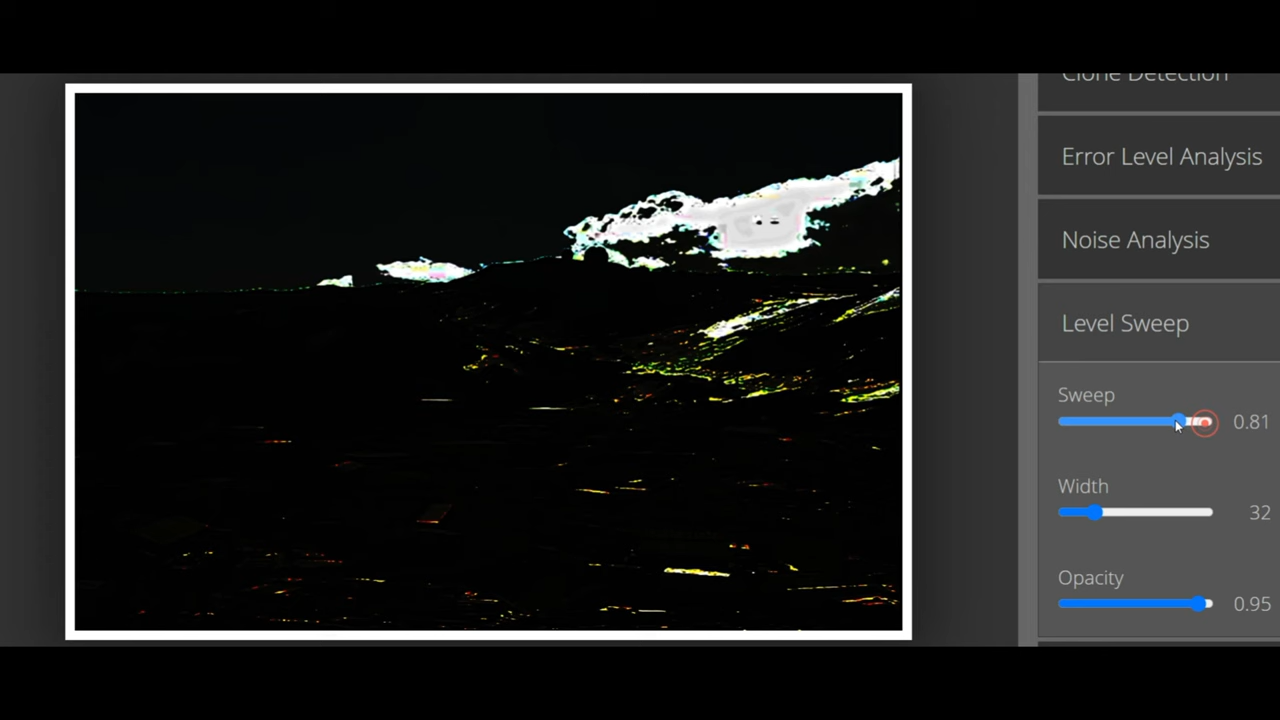 Clone Detection
Error Level Analysis
Noise Analysis
Level Sweep
Sweep
0.81
Width
32
Opacity
0.95